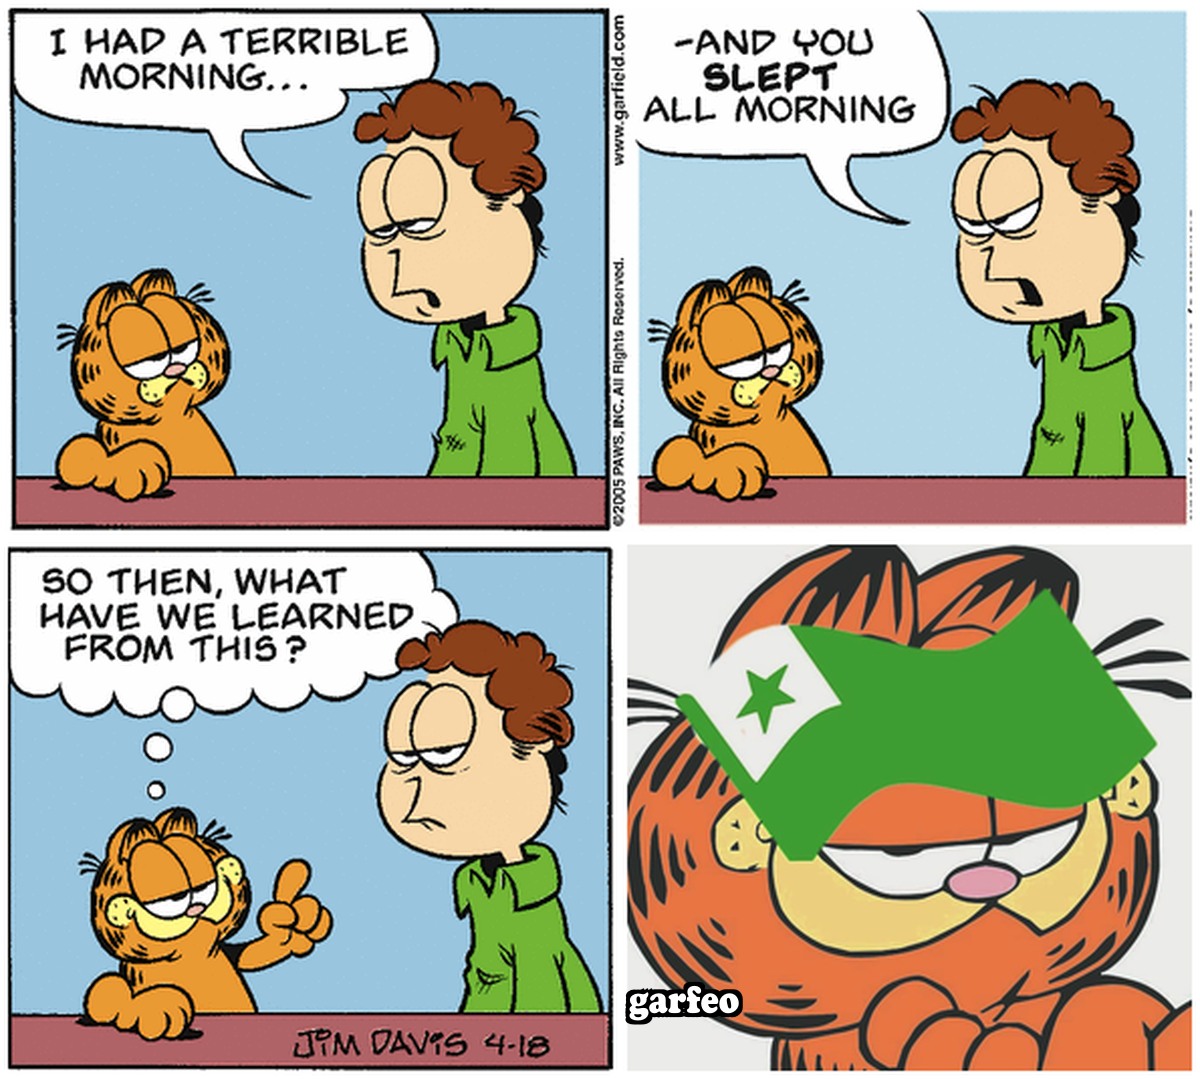 I HAD A TERRIBLE
MORNING...
www.garfield.com
©2005 PAWS, INC. All Rights Reserved.
-AND YOU
SLEPT
ALL MORNING
SO THEN, WHAT
HAVE WE LEARNED
FROM THIS?
JIM DAVIS 4-18
garfeo